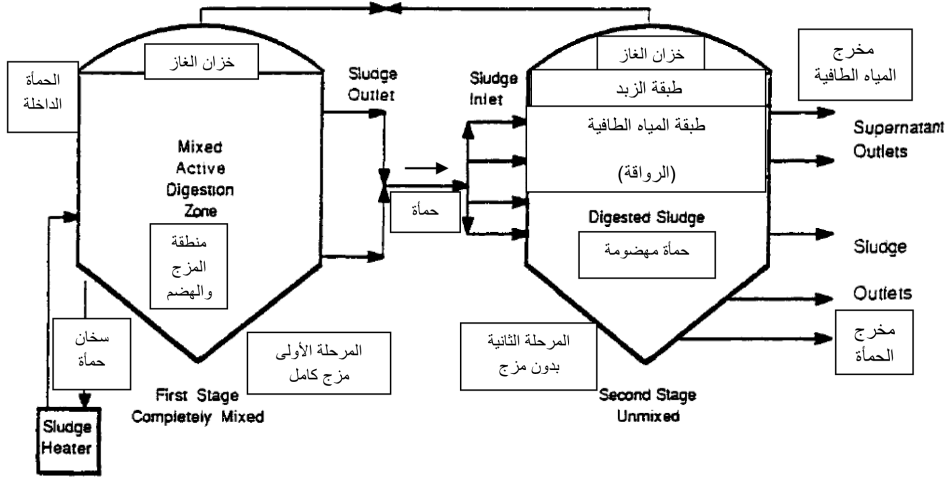 خزان الغاز
الحمأة
الداخلة
Mixed
Active
Digestion
Zone
منطقة
المزج
والهضم
سخان
حمأة
Sludge
Heater
First Stage
Completely Mixed
المرحلة الأولى
مزج كامل
Sludge
Outlet
حمأة
Sludge
Inlet
خزان الغاز
طبقة الزبد
طبقة المياه الطافية
(الرواقة)
Digested Sludge
حمأة مهضومة
المرحلة الثانية
بدون مزج
Second Stage
Unmixed
مخرج
المياه الطافية
Supernatant
Outlets
Sludge
Outlets
مخرج
الحمأة